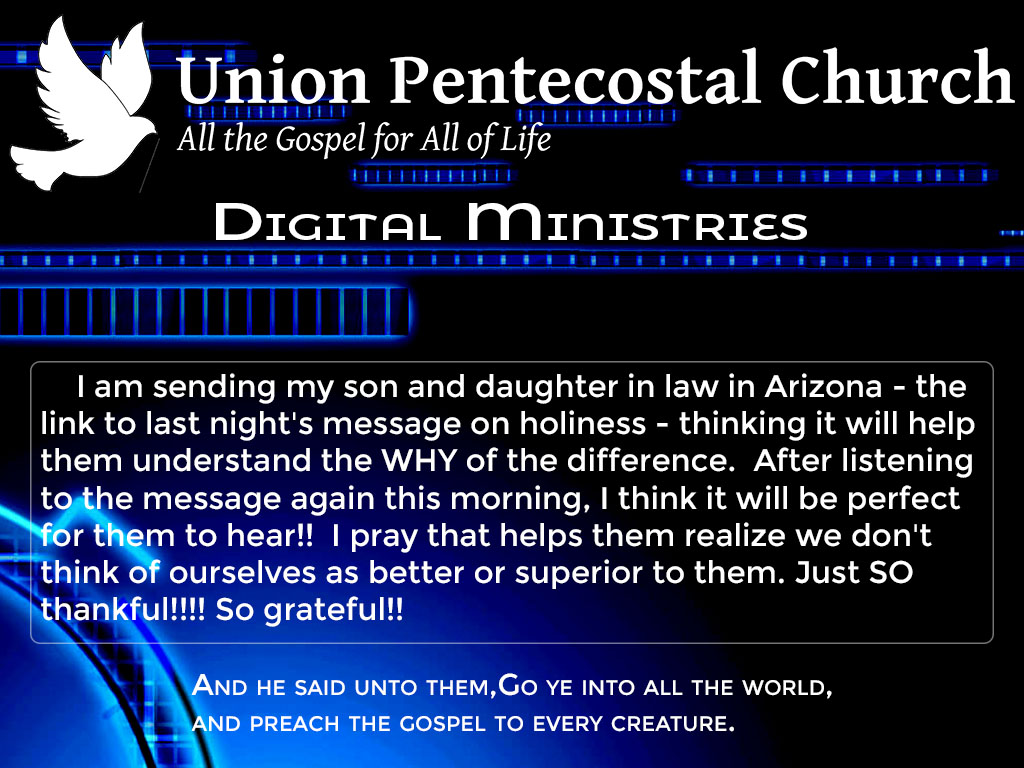 Union Pentecostal Church
All the Gospel for All of Life
Digital Ministries
I am sending my son and daughter in law in Arizona - the
link to last night's message on holiness - thinking it will help
them understand the WHY of the difference.  After listening
to the message again this morning, I think it will be perfect
for them to hear!!  I pray that helps them realize we don't
think of ourselves as better or superior to them. Just SO
thankful!!!! So grateful!!
And he said unto them,Go ye into all the world,
and preach the gospel to every creature.